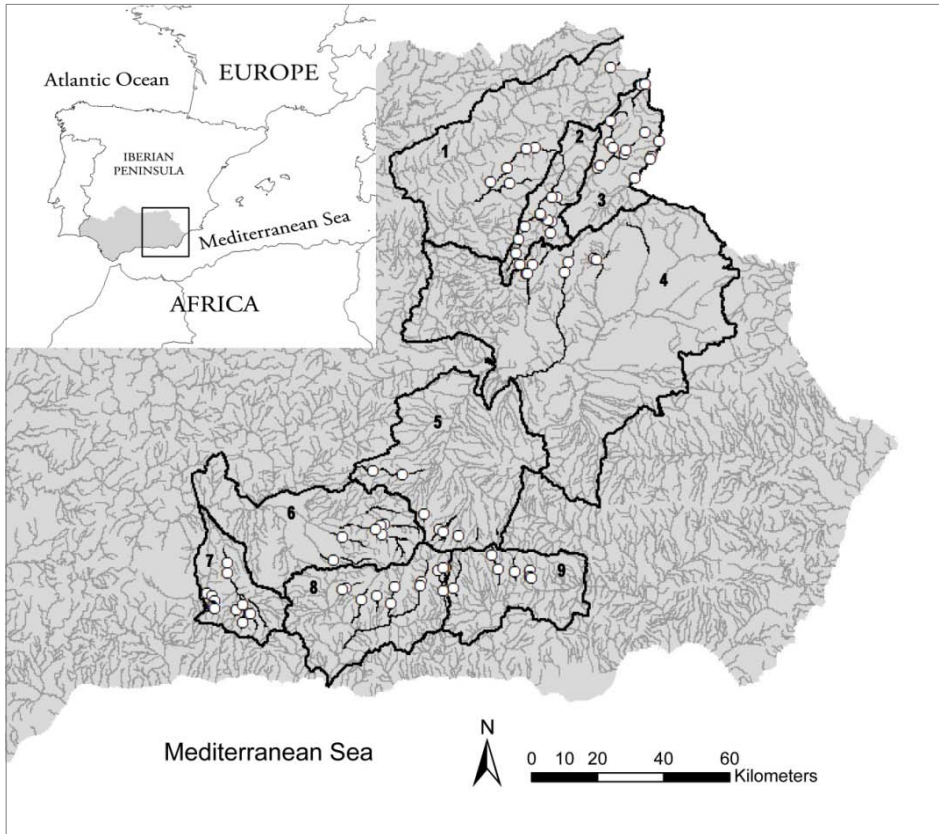 Atlantic Ocean
EUROPE
IBERIAN
PENINSULA
Mediterranean Sea
AFRICA
1
2
3
4
5
6
7
8
9
Mediterranean Sea
N
0 10 20 40 60
Kilometers